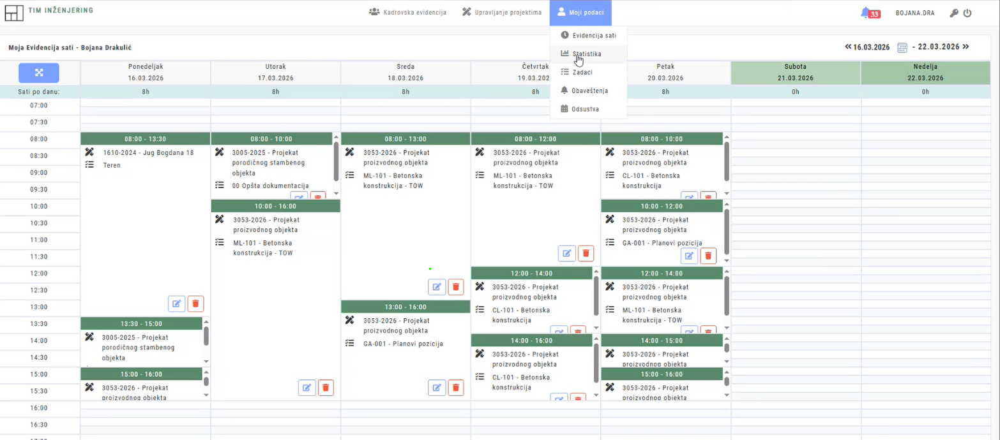 TIM INŽENJERING
Kadrovska evidencija
Upravljanje projektima
Moji podaci
33
BOJANA.DRA
Evidencija sati
Statistika
Zadaci
Obaveštenja
Odsustva
Moja Evidencija sati - Bojana Drakulić
16.03.2026 - 22.03.2026
Ponedeljak
16.03.2026
Utorak
17.03.2026
Sreda
18.03.2026
Četvrtak
19.03.202
Petak
20.03.2026
Subota
21.03.2026
Nedelja
22.03.2026
Sati po danu:
8h
8h
8h
8h
8h
0h
0h
07:00
07:30
08:00
08:30
09:00
09:30
10:00
10:30
11:00
11:30
12:00
12:30
13:00
13:30
14:00
14:30
15:00
15:30
16:00
16:30
08:00 - 13:30
1610-2024 - Jug Bogdana 18
Teren
13:30 - 15:00
3005-2025 - Projekat
porodičnog stambenog
objekta
15:00 - 16:00
3053-2026 - Projekat
proizvodnog objekta
08:00 - 10:00
3005-2025 - Projekat
porodičnog stambenog
objekta
00 Opšta dokumentacija
10:00 - 16:00
3053-2026 - Projekat
proizvodnog objekta
ML-101 - Betonska
konstrukcija - TOW
08:00 - 13:00
3053-2026 - Projekat
proizvodnog objekta
ML-101 - Betonska
konstrukcija - TOW
13:00 - 16:00
3053-2026 - Projekat
proizvodnog objekta
GA-001 - Planovi pozicija
08:00 - 12:00
3053-2026 - Projekat
proizvodnog objekta
ML-101 - Betonska
konstrukcija - TOW
12:00 - 14:00
3053-2026 - Projekat
proizvodnog objekta
CL-101 - Betonska
konstrukcija
14:00 - 16:00
3053-2026 - Projekat
proizvodnog objekta
CL-101 - Betonska
konstrukcija
08:00 - 10:00
3053-2026 - Projekat
proizvodnog objekta
CL-101 - Betonska
konstrukcija
10:00 - 12:00
3053-2026 - Projekat
proizvodnog objekta
GA-001 - Planovi pozicija
12:00 - 14:00
3053-2026 - Projekat
proizvodnog objekta
ML-101 - Betonska
konstrukcija - TOW
14:00 - 15:00
3053-2026 - Projekat
proizvodnog objekta
15:00 - 16:00
3053-2026 - Projekat
proizvodnog objekta